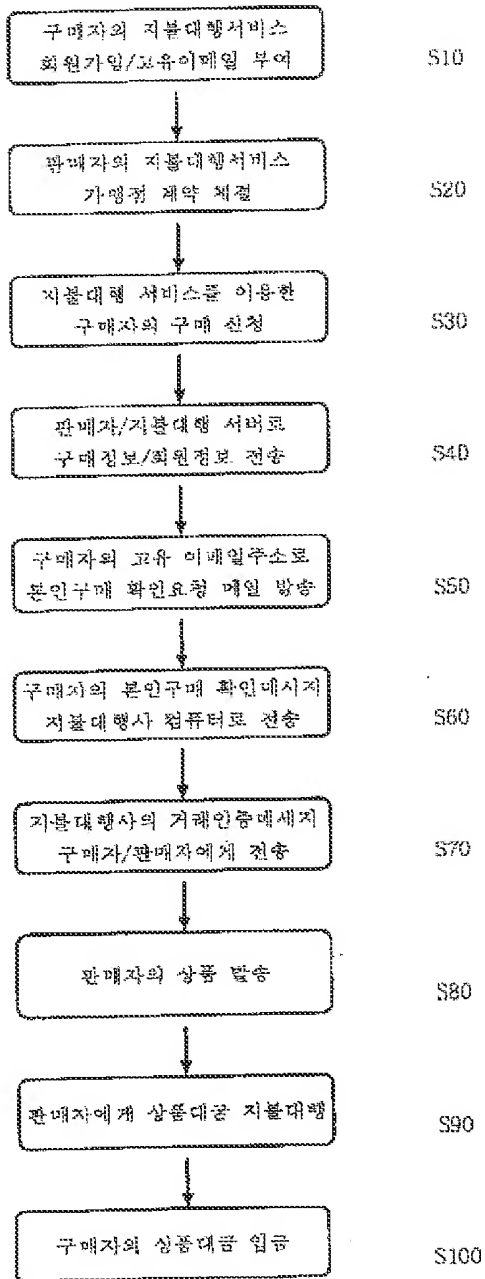 구매자의 지불대행서비스
회원가입/고유이메일 부여
S10
판매자의 지불대행서비스
가맹점 계약 체결
S20
지불대행 서비스를 이용한
구매자의 구매 신청
S30
판매자/지불대행 서버로
구매정보/회원정보 전송
S40
구매자의 고유 이메일주소로
본인구매 확인요청 메일 발송
S50
구매자의 본인구매 확인메시지
지불대행사 컴퓨터로 전송
S60
지불대행사의 거래인증메세지
구매자/판매자에게 전송
S70
판매자의 상품 발송
S80
판매자에게 상품대금 지불대행
S90
구매자의 상품대금 입금
S100